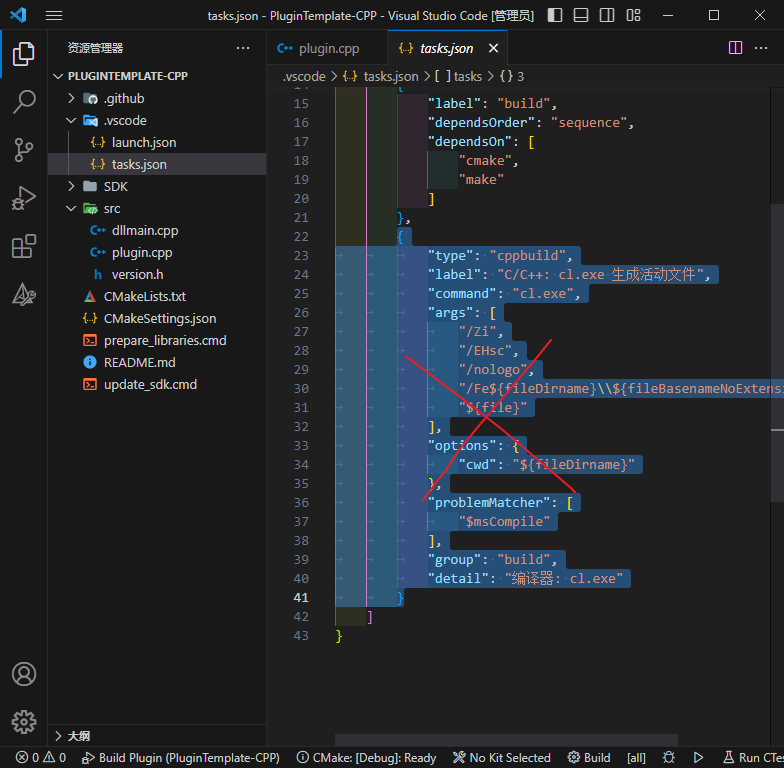 tasks.json - PluginTemplate-CPP - Visual Studio Code [管理员]
资源管理器
PLUGINTEMPLATE-CPP
.github
.vscode
launch.json
tasks.json
SDK
src
dllmain.cpp
plugin.cpp
version.h
CMakeLists.txt
CMakeSettings.json
prepare_libraries.cmd
README.md
update_sdk.cmd
大纲
plugin.cpp
tasks.json
.vscode > tasks.json > [ ] tasks > { } 3
15 "label": "build",
16 "dependsOrder": "sequence",
17 "dependsOn": [
18 "cmake",
19 "make"
20 ]
21 },
22 {
23 "type": "cppbuild",
24 "label": "C/C++: cl.exe 生成活动文件",
25 "command": "cl.exe",
26 "args": [
27 "/Zi",
28 "/EHsc",
29 "/nologo",
30 "/Fe${fileDirname}\\${fileBasenameNoExtensi
31 "${file}"
32 ],
33 "options": {
34 "cwd": "${fileDirname}"
35 },
36 "problemMatcher": [
37 "$msCompile"
38 ],
39 "group": "build",
40 "detail": "编译器: cl.exe"
41 }
42 ]
43 }
0 0 Build Plugin (PluginTemplate-CPP) CMake: [Debug]: Ready No Kit Selected Build [all] Run CTe